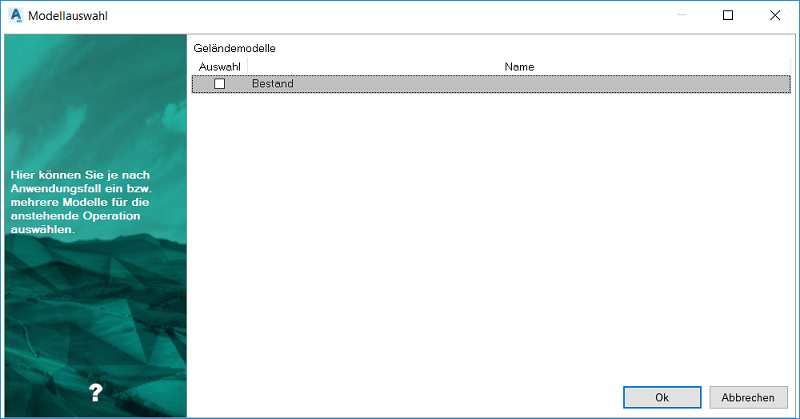 Modellauswahl
Geländemodelle
Auswahl Name
Bestand
Hier können Sie je nach
Anwendungsfall ein bzw.
mehrere Modelle für die
anstehende Operation
auswählen.
?
Ok Abbrechen